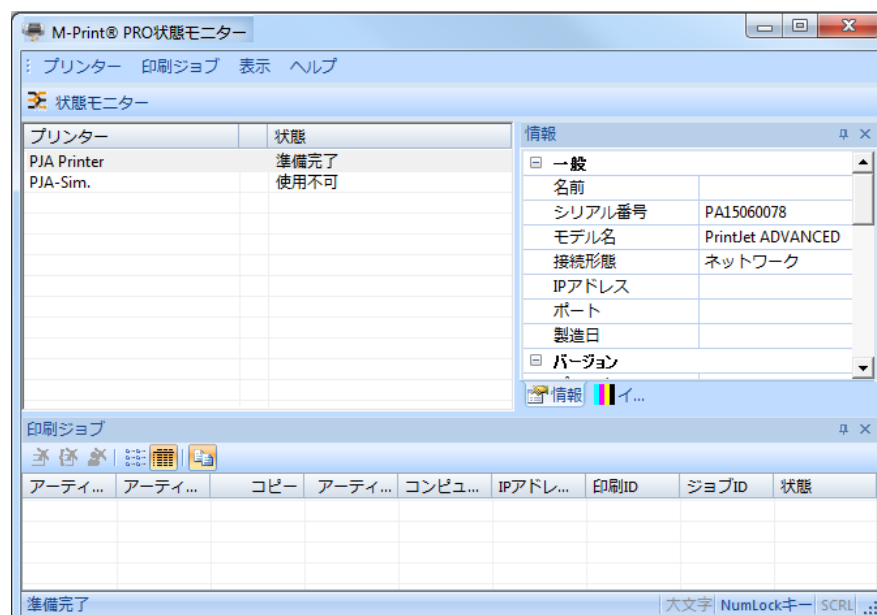 M-Print® PRO状態モニター
プリンター 印刷ジョブ 表示 ヘルプ
状態モニター
プリンター 状態
PJA Printer 準備完了
PJA-Sim. 使用不可
情報
一般
名前
シリアル番号 PA15060078
モデル名 PrintJet ADVANCED
接続形態 ネットワーク
IPアドレス
ポート
製造日
バージョン
情報 イ...
印刷ジョブ
アーティ... アーティ... コピー アーティ... コンピュ... IPアドレ... 印刷ID ジョブID 状態
準備完了 大文字 NumLockキー SCRL